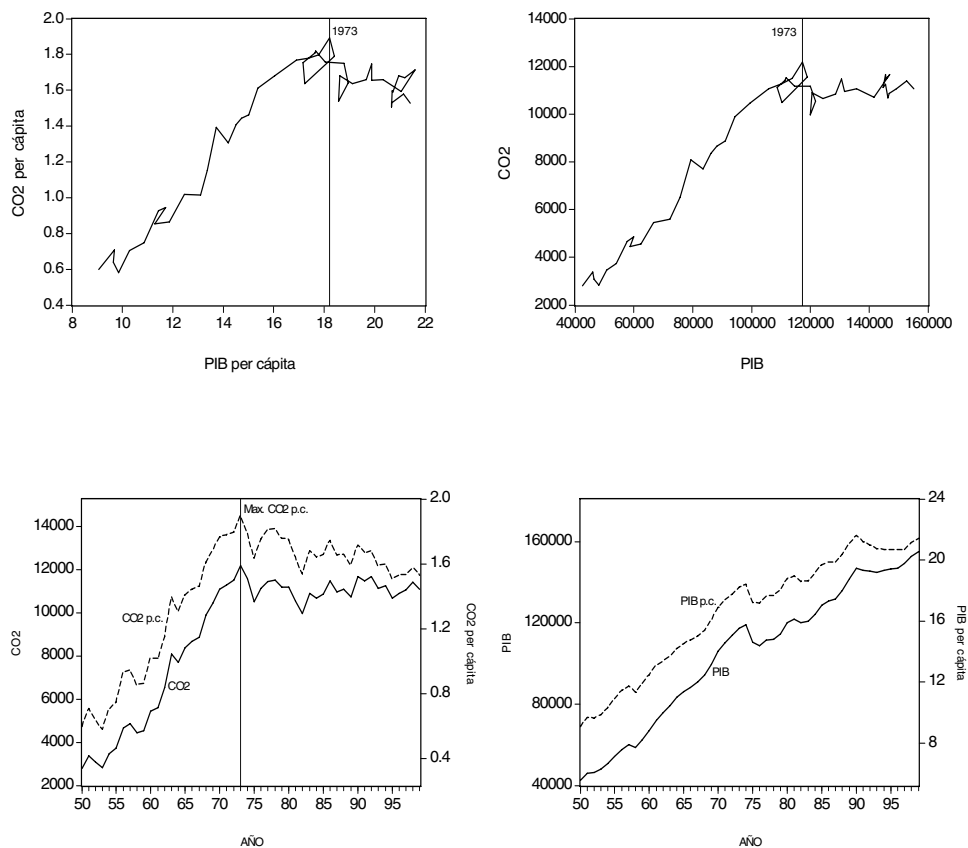 2.0
1.8
1.6
1.4
1.2
1.0
0.8
0.6
0.4
CO2 per cápita
1973
8 10 12 14 16 18 20 22
PIB per cápita
14000
12000
10000
8000
6000
4000
2000
CO2
1973
40000 60000 80000 100000 120000 140000 160000
PIB
14000
12000
10000
8000
6000
4000
2000
CO2
Max. CO2 p.c.
CO2 p.c.
CO2
2.0
1.6
1.2
0.8
0.4
CO2 per cápita
50 55 60 65 70 75 80 85 90 95
AÑO
160000
120000
80000
40000
PIB
PIB p.c.
PIB
24
20
16
12
8
PIB per cápita
50 55 60 65 70 75 80 85 90 95
AÑO